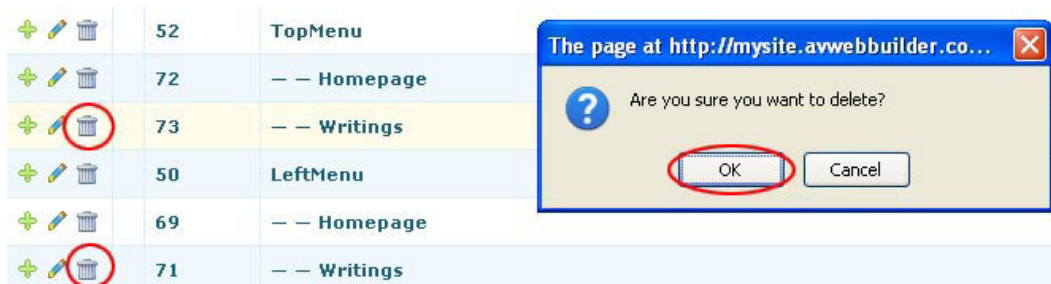 52 TopMenu
72 — — Homepage
73 — — Writings
50 LeftMenu
69 — — Homepage
71 — — Writings
The page at http://mysite.avwebbuilder.co...
Are you sure you want to delete?
OK Cancel